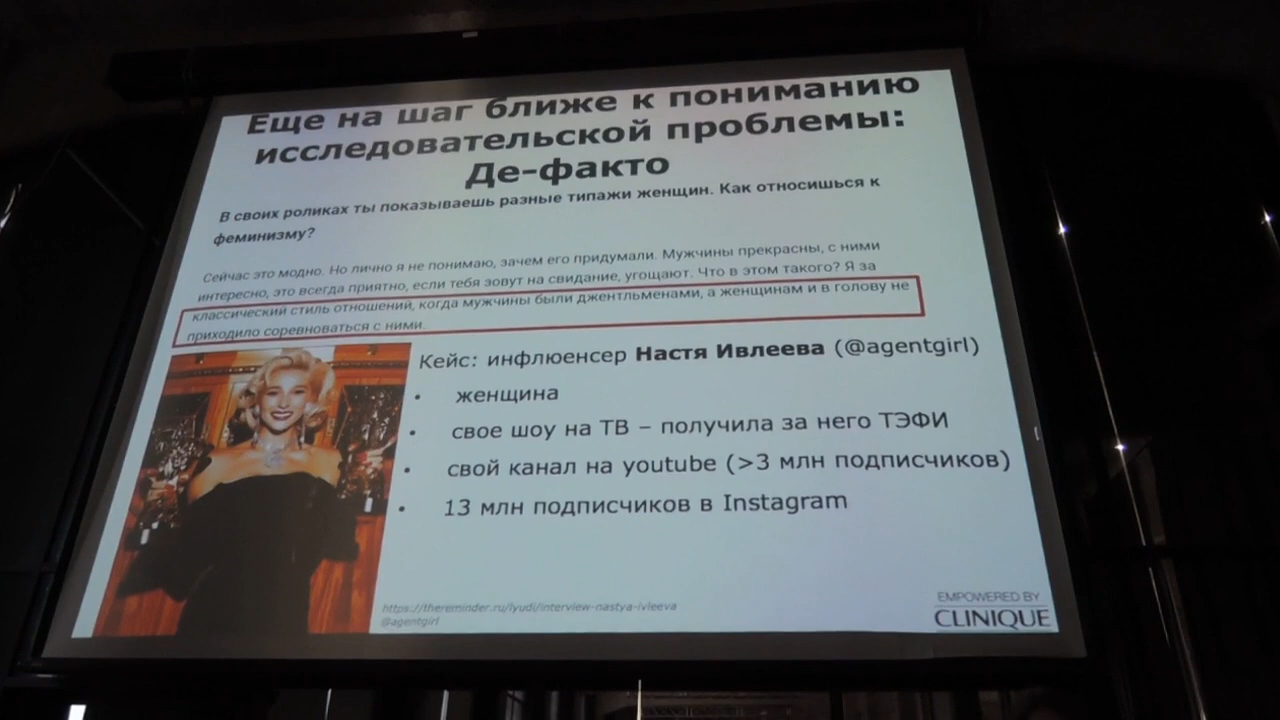 Еще на шаг ближе к пониманию
исследовательской проблемы:
Де-факто
В своих роликах ты показываешь разные типажи женщин. Как относишься к
феминизму?
Сейчас это модно. Но лично я не понимаю, зачем его придумали. Мужчины прекрасны, с ними
интересно, это всегда приятно, если тебя зовут на свидание, угощают. Что в этом такого? Я за
классический стиль отношений, когда мужчины были джентльменами, а женщинам и в голову не
приходило соревноваться с ними.
Кейс: инфлюенсер Настя Ивлеева (@agentgirl)
• женщина
• свое шоу на ТВ – получила за него ТЭФИ
• свой канал на youtube (>3 млн подписчиков)
• 13 млн подписчиков в Instagram
https://thereminder.ru/lyudi/interview-nastya-ivleeva
@agentgirl
EMPOWERED BY
CLINIQUE